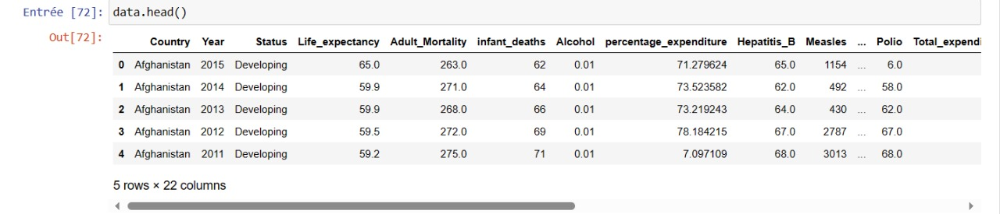 Entrée [72]: data.head()
Out[72]:
Country Year Status Life_expectancy Adult_Mortality infant_deaths Alcohol percentage_expenditure Hepatitis_B Measles ... Polio Total_expendi
0 Afghanistan 2015 Developing 65.0 263.0 62 0.01 71.279624 65.0 1154 ... 6.0
1 Afghanistan 2014 Developing 59.9 271.0 64 0.01 73.523582 62.0 492 ... 58.0
2 Afghanistan 2013 Developing 59.9 268.0 66 0.01 73.219243 64.0 430 ... 62.0
3 Afghanistan 2012 Developing 59.5 272.0 69 0.01 78.184215 67.0 2787 ... 67.0
4 Afghanistan 2011 Developing 59.2 275.0 71 0.01 7.097109 68.0 3013 ... 68.0
5 rows × 22 columns